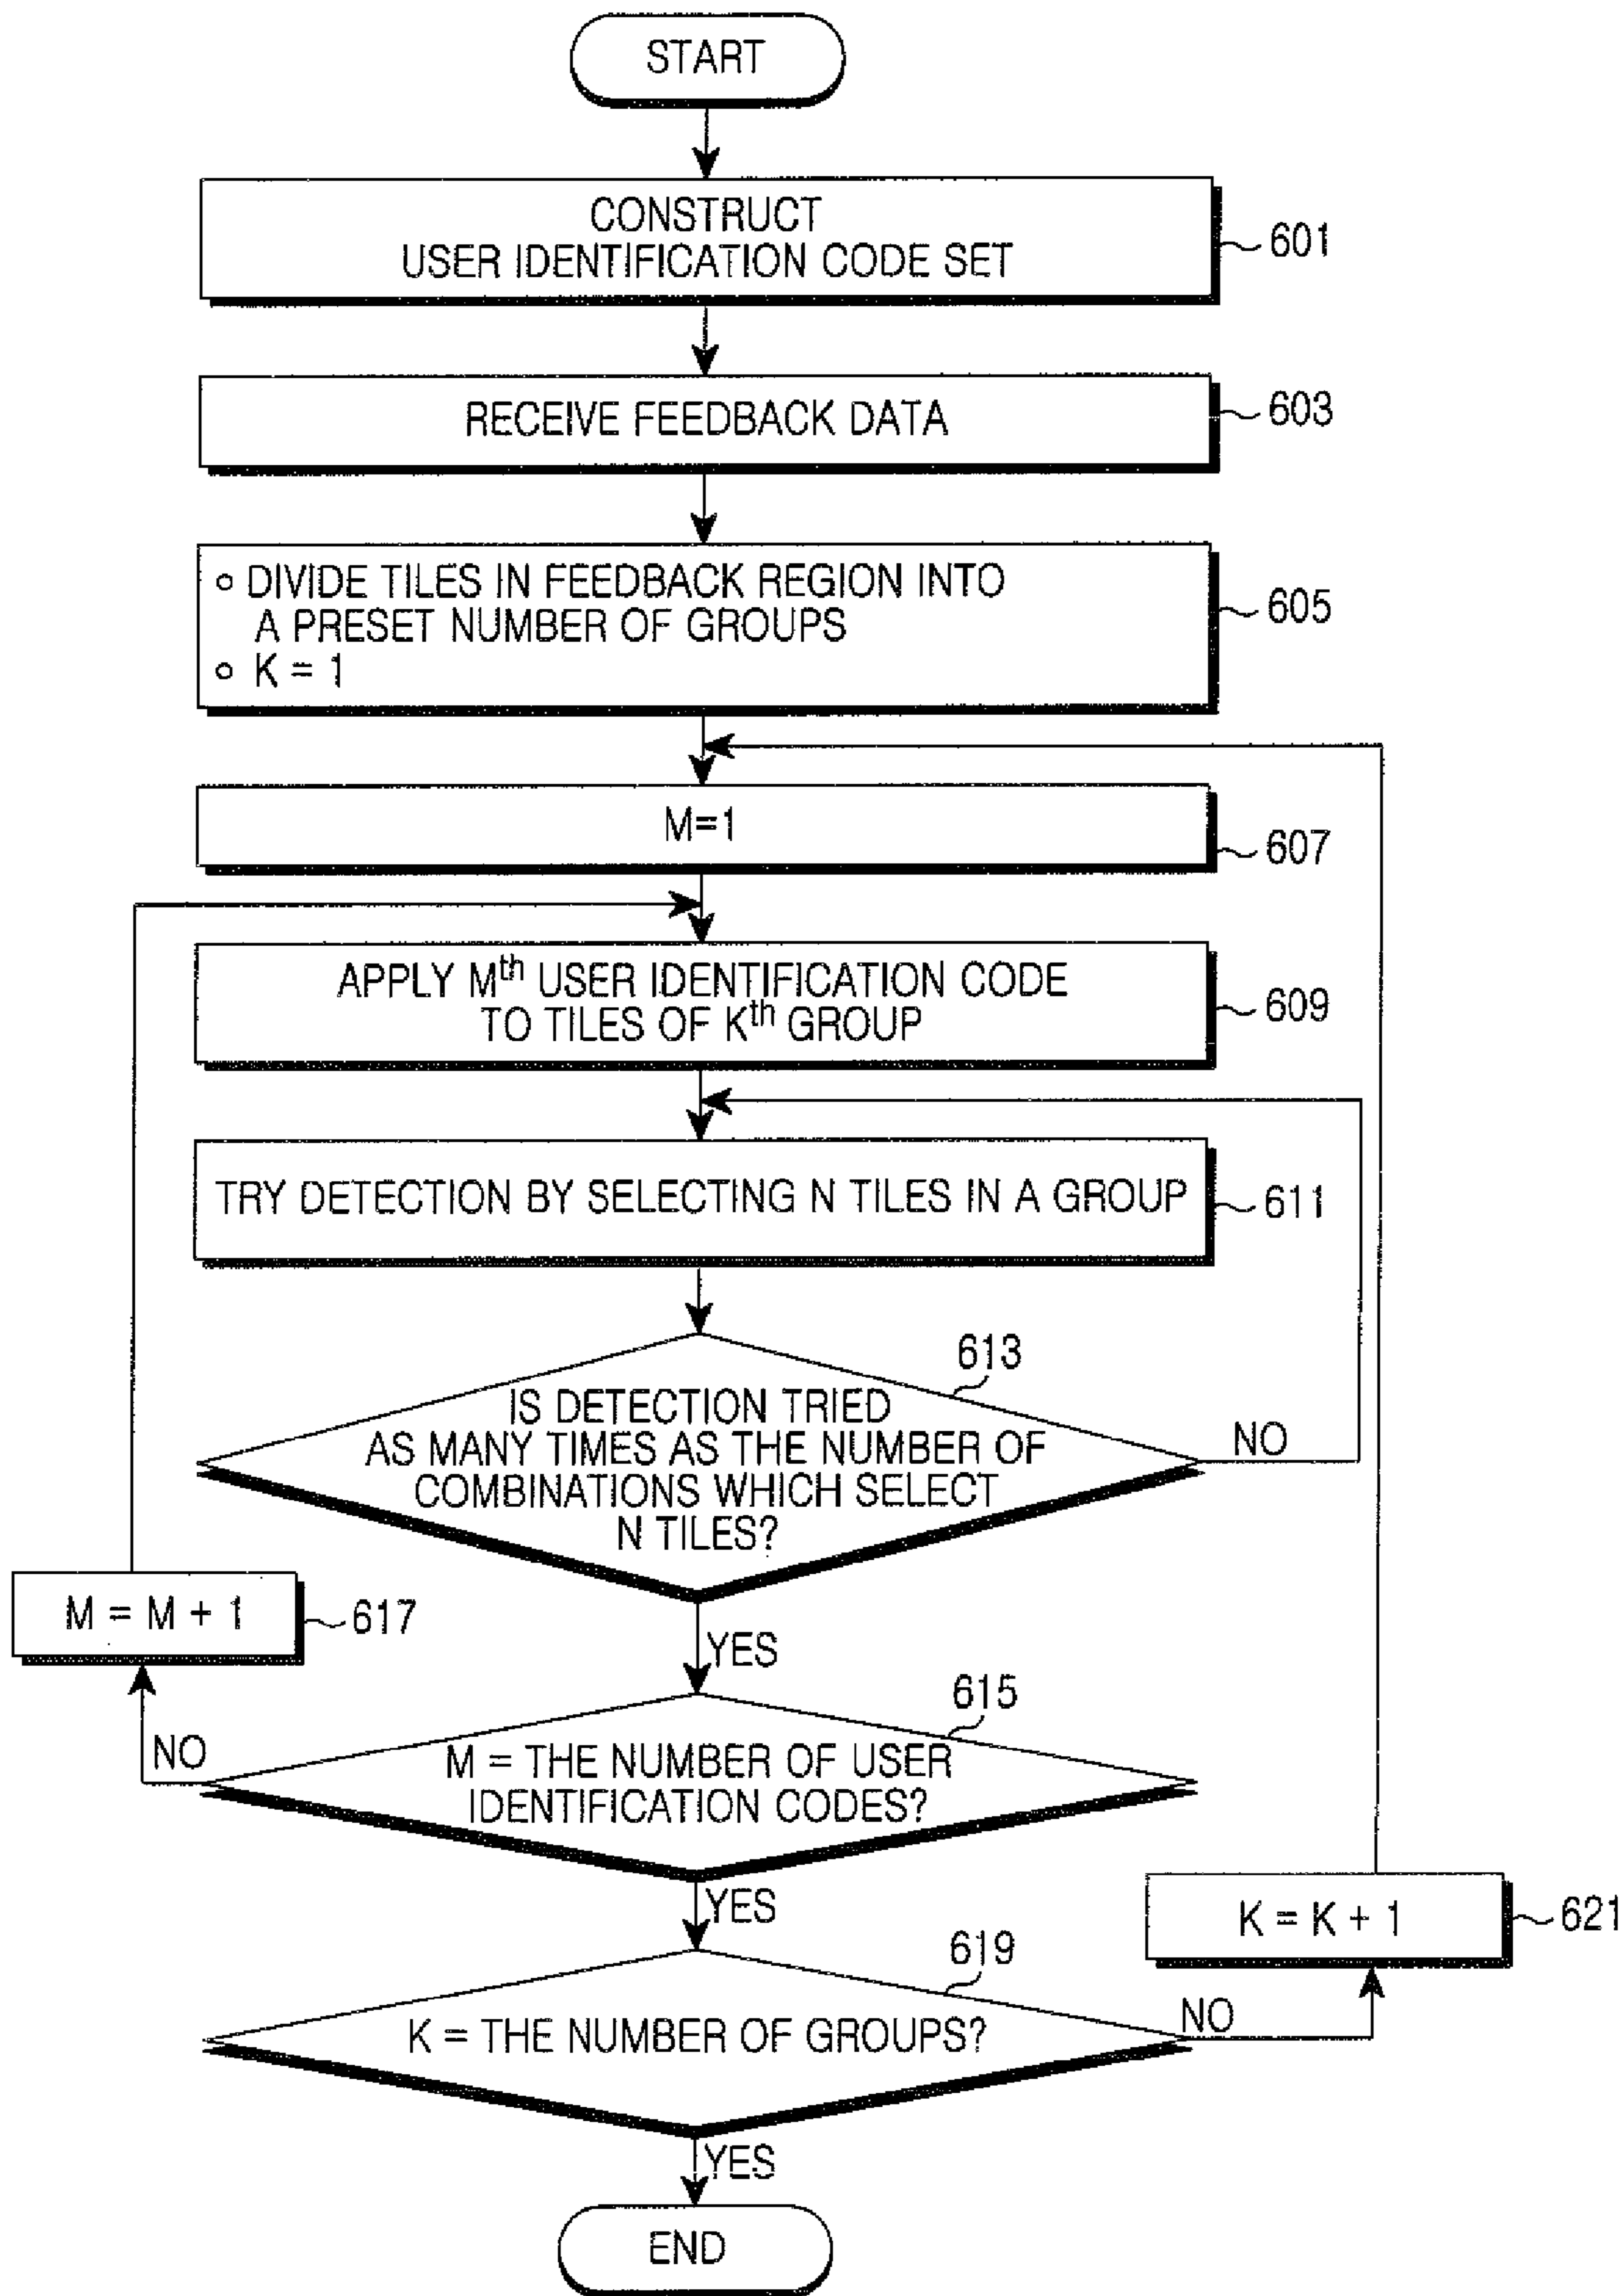 START
CONSTRUCT
USER IDENTIFICATION CODE SET
601
RECEIVE FEEDBACK DATA
603
○ DIVIDE TILES IN FEEDBACK REGION INTO
A PRESET NUMBER OF GROUPS
○ K = 1
605
M=1
607
APPLY Mth USER IDENTIFICATION CODE
TO TILES OF Kth GROUP
609
TRY DETECTION BY SELECTING N TILES IN A GROUP
611
613
IS DETECTION TRIED
AS MANY TIMES AS THE NUMBER OF
COMBINATIONS WHICH SELECT
N TILES?
NO
M = M + 1
617
YES
615
NO
M = THE NUMBER OF USER
IDENTIFICATION CODES?
YES
K = K + 1
621
619
K = THE NUMBER OF GROUPS?
NO
YES
END